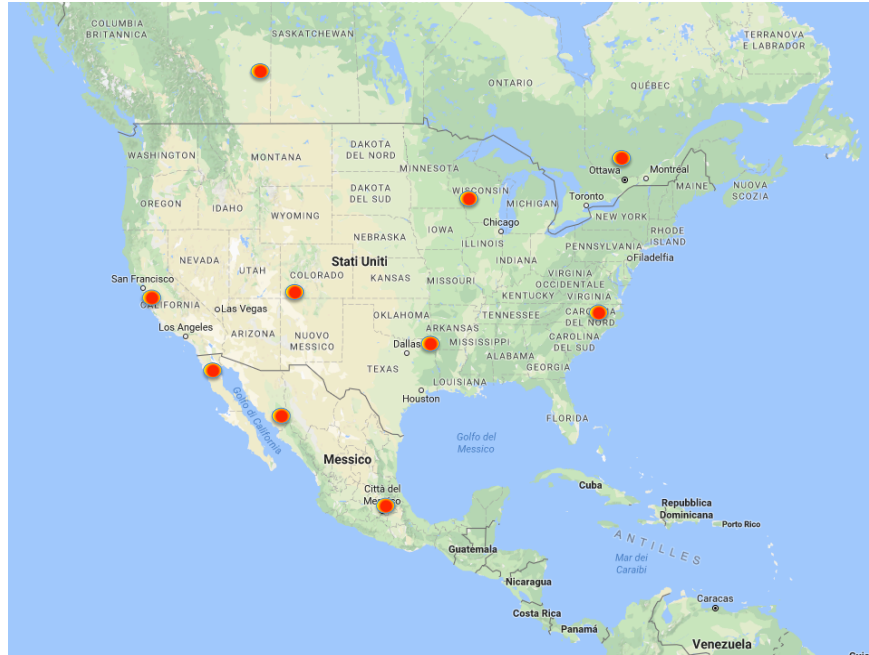 COLUMBIA
BRITANNICA
SASKATCHEWAN
TERRANOVA
E LABRADOR
ONTARIO
QUÉBEC
WASHINGTON
MONTANA
DAKOTA
DEL NORD
MINNESOTA
Ottawa
Montréal
MAINE
NUOVA
SCOZIA
OREGON
IDAHO
WYOMING
DAKOTA
DEL SUD
WISCONSIN
MICHIGAN
Toronto
NEW YORK
Chicago
IOWA
NEBRASKA
ILLINOIS
RHODE
ISLAND
PENNSYLVANIA
Filadelfia
NEVADA
UTAH
Stati Uniti
INDIANA
San Francisco
COLORADO
KANSAS
MISSOURI
VIRGINIA
OCCIDENTALE
KENTUCKY
VIRGINIA
CALIFORNIA
Las Vegas
OKLAHOMA
TENNESSEE
CAROLINA
DEL NORD
Los Angeles
ARIZONA
NUOVO
MESSICO
ARKANSAS
Dallas
MISSISSIPPI
CAROLINA
DEL SUD
ALABAMA
TEXAS
GEORGIA
LOUISIANA
Houston
Golfo di California
FLORIDA
Golfo del
Messico
Messico
Città del
Messico
Cuba
Repubblica
Dominicana
Porto Rico
ANTILLES
Guatemala
Mar dei
Caraibi
Nicaragua
Caracas
Costa Rica
Panamá
Venezuela